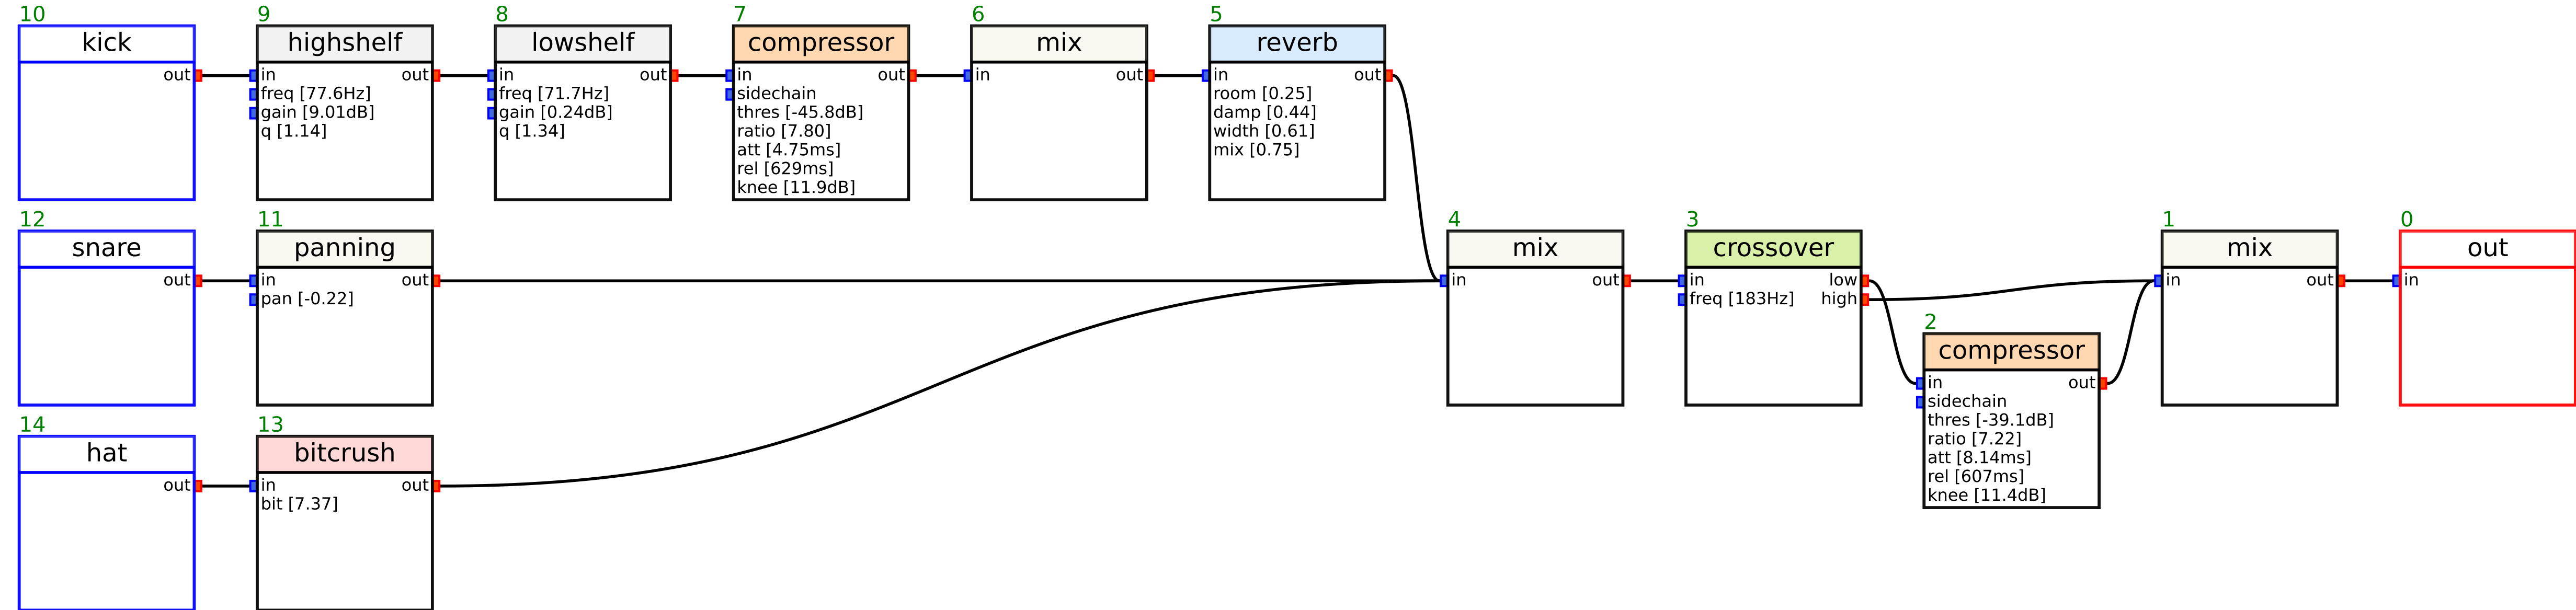 10
kick
out
9
highshelf
in out
freq [77.6Hz]
gain [9.01dB]
q [1.14]
8
lowshelf
in out
freq [71.7Hz]
gain [0.24dB]
q [1.34]
7
compressor
in out
sidechain
thres [-45.8dB]
ratio [7.80]
att [4.75ms]
rel [629ms]
knee [11.9dB]
6
mix
in out
5
reverb
in out
room [0.25]
damp [0.44]
width [0.61]
mix [0.75]
12
snare
out
11
panning
in out
pan [-0.22]
4
mix
in out
3
crossover
in low
freq [183Hz] high
2
compressor
in out
sidechain
thres [-39.1dB]
ratio [7.22]
att [8.14ms]
rel [607ms]
knee [11.4dB]
1
mix
in out
0
out
in
14
hat
out
13
bitcrush
in out
bit [7.37]